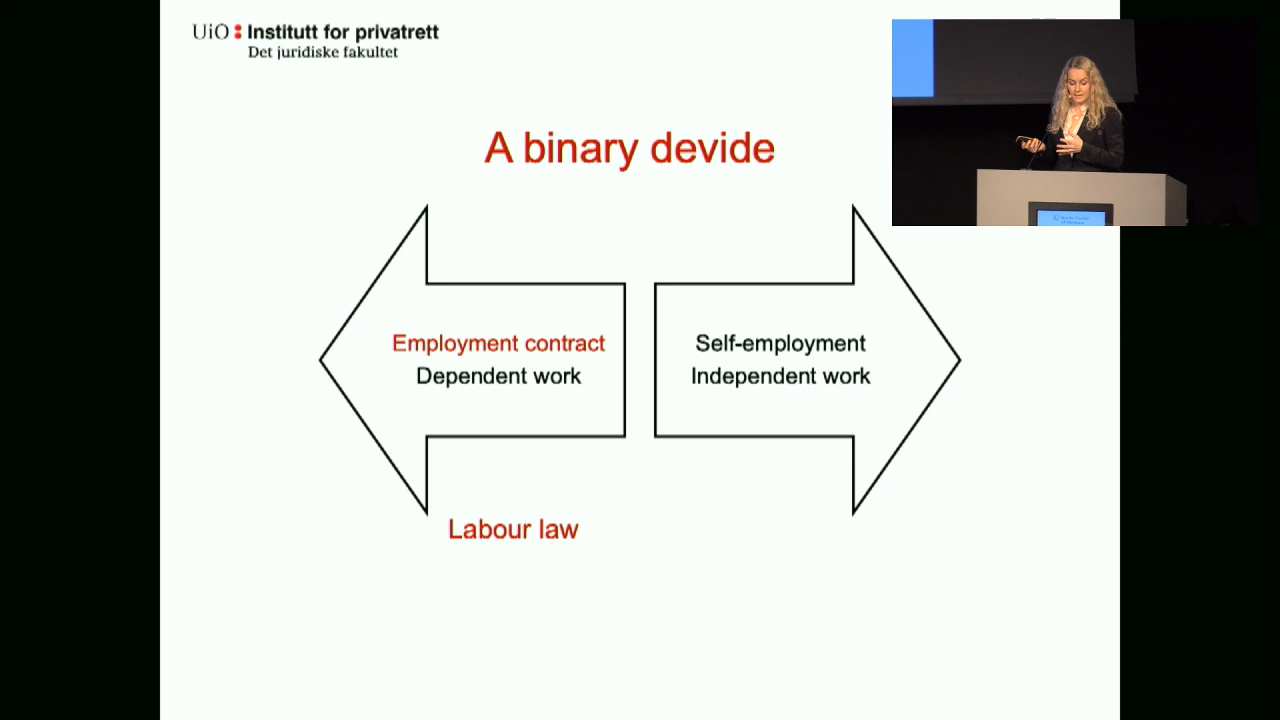 UiO : Institutt for privatrett
Det juridiske fakultet
A binary devide
Employment contract
Dependent work
Self-employment
Independent work
Labour law